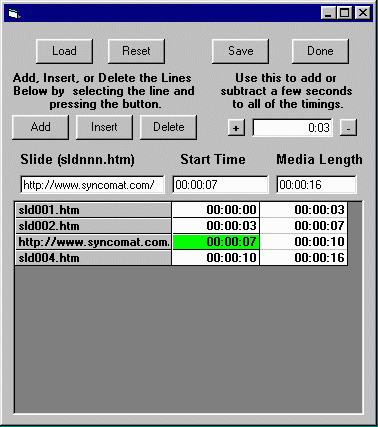 Load Reset Save Done
Add, Insert, or Delete the Lines
Below by selecting the line and
pressing the button.
Use this to add or
subtract a few seconds
to all of the timings.
Add Insert Delete + 0:03 -
Slide (sldnnn.htm) Start Time Media Length
http://www.syncomat.com/ 00:00:07 00:00:16
sld001.htm 00:00:00 00:00:03
sld002.htm 00:00:03 00:00:07
http://www.syncomat.com. 00:00:07 00:00:10
sld004.htm 00:00:10 00:00:16